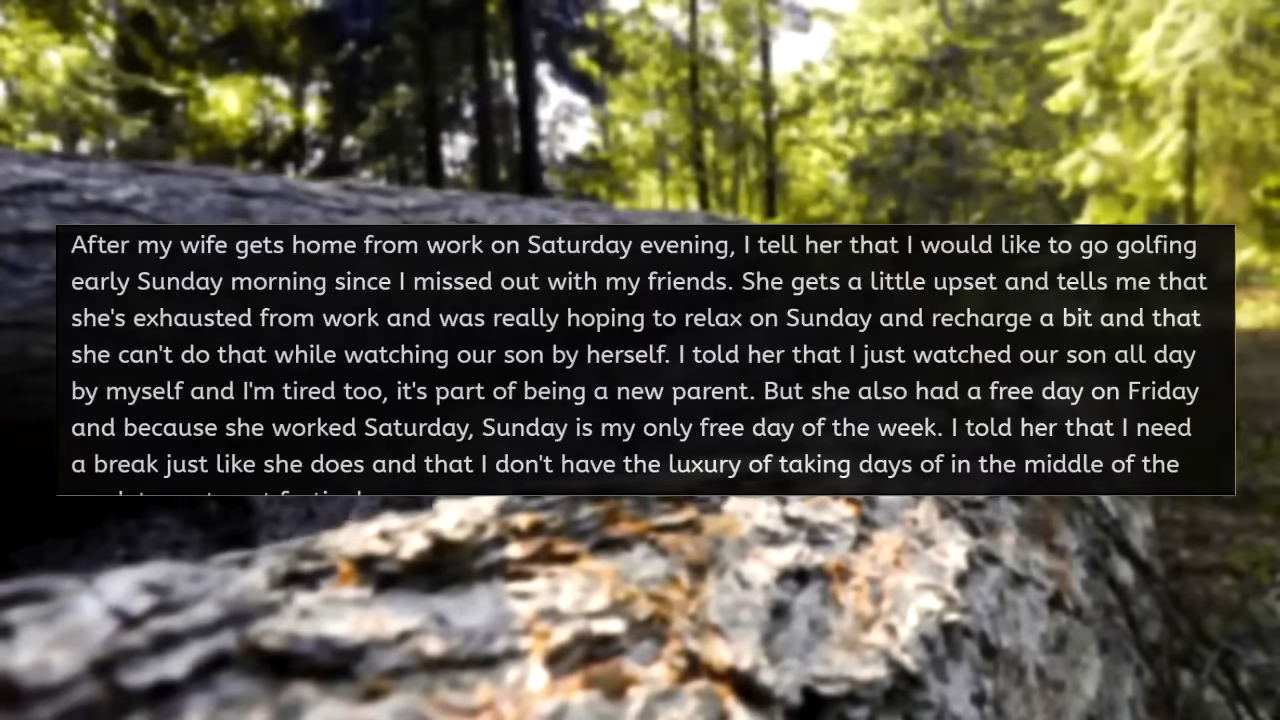 After my wife gets home from work on Saturday evening, I tell her that I would like to go golfing
early Sunday morning since I missed out with my friends. She gets a little upset and tells me that
she's exhausted from work and was really hoping to relax on Sunday and recharge a bit and that
she can't do that while watching our son by herself. I told her that I just watched our son all day
by myself and I'm tired too, it's part of being a new parent. But she also had a free day on Friday
and because she worked Saturday, Sunday is my only free day of the week. I told her that I need
a break just like she does and that I don't have the luxury of taking days of in the middle of the